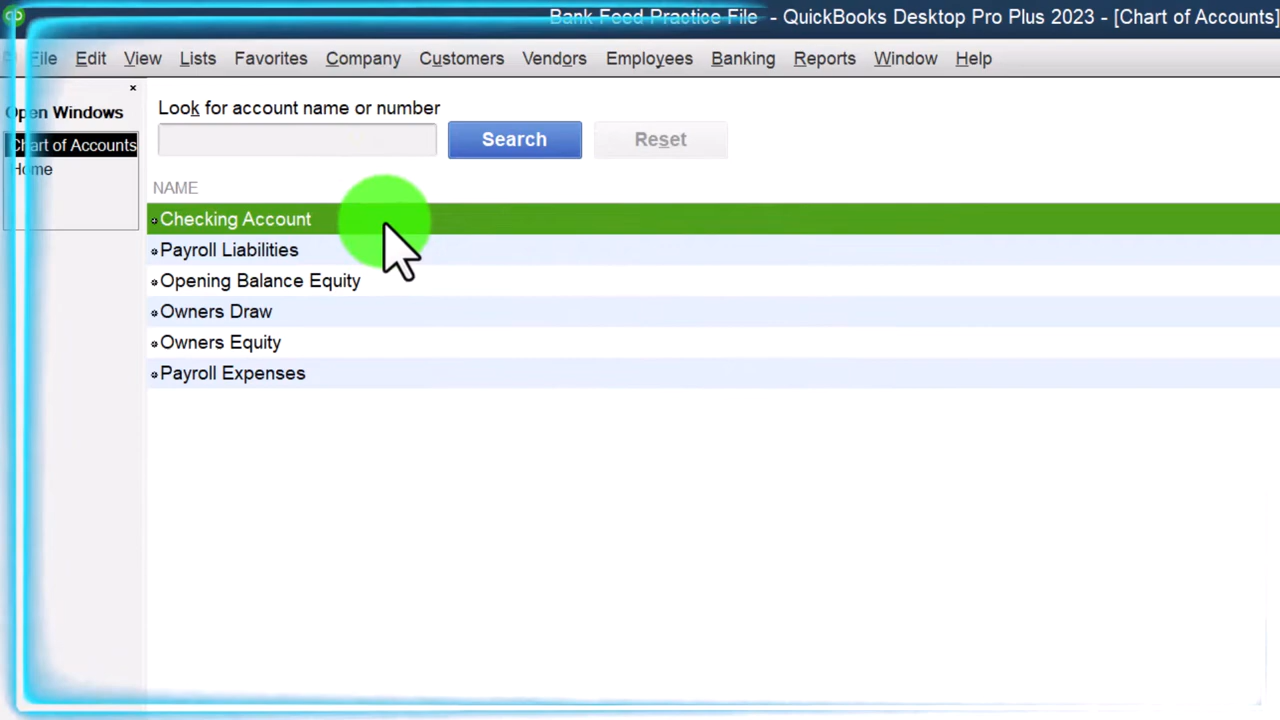 Bank Feed Practice File - QuickBooks Desktop Pro Plus 2023 - [Chart of Accounts]
File Edit View Lists Favorites Company Customers Vendors Employees Banking Reports Window Help
Open Windows
Chart of Accounts
Home
Look for account name or number
Search Reset
NAME
Checking Account
Payroll Liabilities
Opening Balance Equity
Owners Draw
Owners Equity
Payroll Expenses